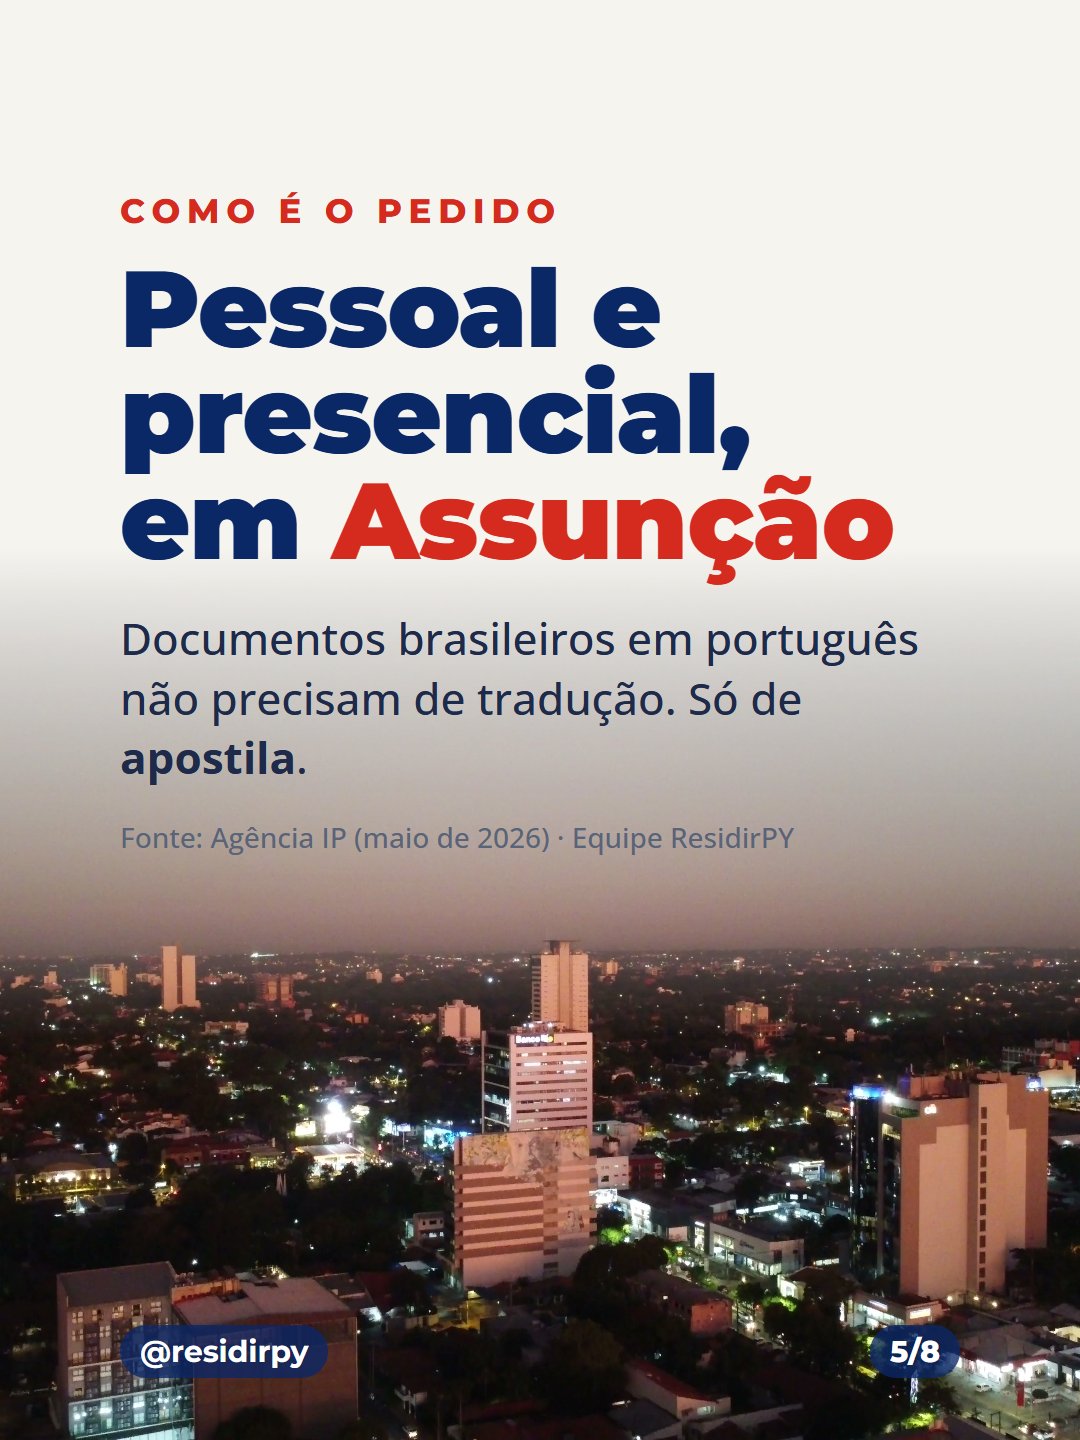 COMO É O PEDIDO
Pessoal e
presencial,
em Assunção
Documentos brasileiros em português
não precisam de tradução. Só de
apostila.
Fonte: Agência IP (maio de 2026) · Equipe ResidirPY
@residirpy
5/8